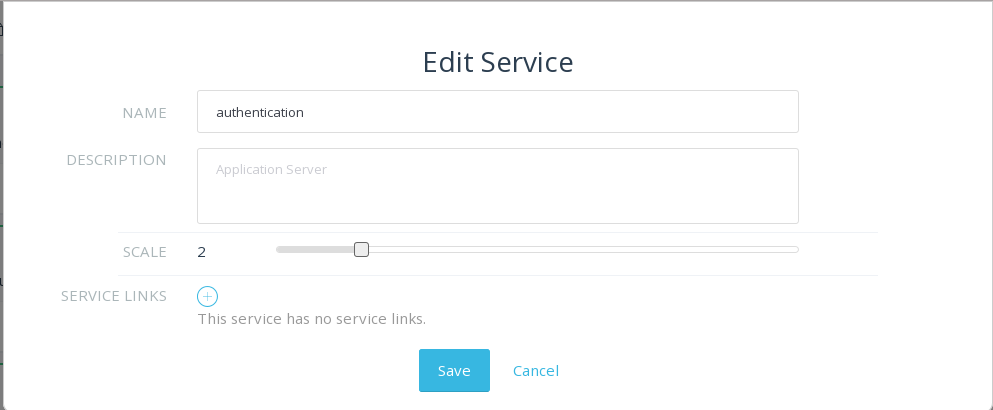 Edit Service
NAME
authentication
DESCRIPTION
Application Server
SCALE
2
SERVICE LINKS
This service has no service links.
Save
Cancel